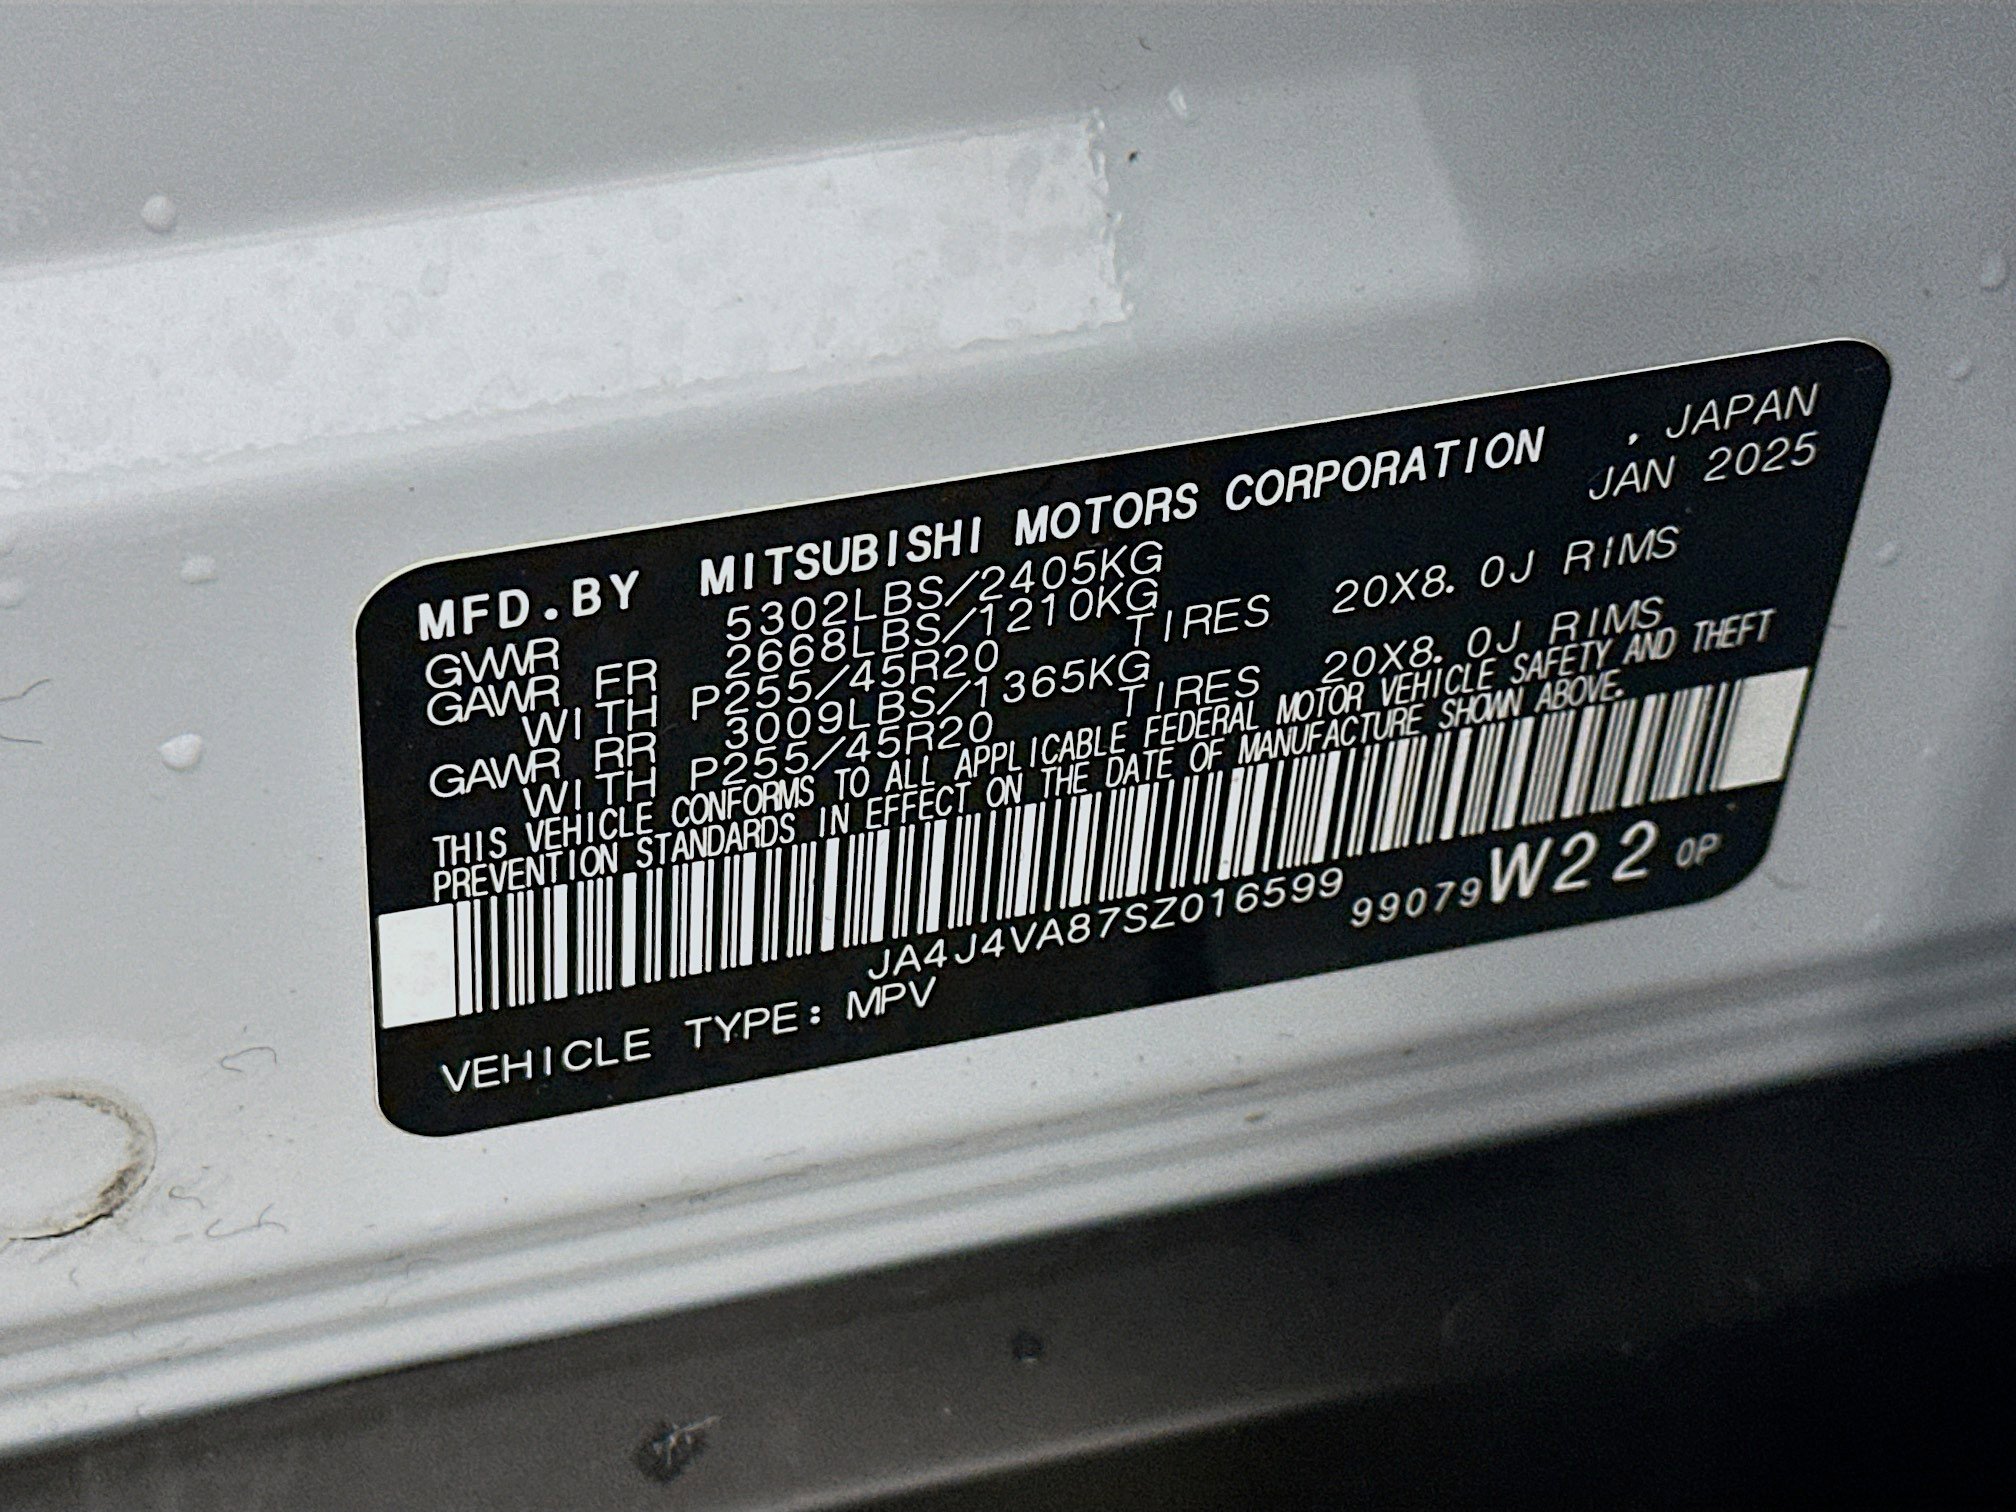 MFD.BY MITSUBISHI MOTORS CORPORATION . JAPAN
JAN 2025
GVWR 5302LBS/2405KG
GAWR FR 2668LBS/1210KG
WITH P255/45R20 TIRES 20X8.0J RIMS
GAWR RR 3009LBS/1365KG
WITH P255/45R20 TIRES 20X8.0J RIMS
THIS VEHICLE CONFORMS TO ALL APPLICABLE FEDERAL MOTOR VEHICLE SAFETY AND THEFT
PREVENTION STANDARDS IN EFFECT ON THE DATE OF MANUFACTURE SHOWN ABOVE.
JA4J4VA87SZ016599 99079W22 0P
VEHICLE TYPE: MPV